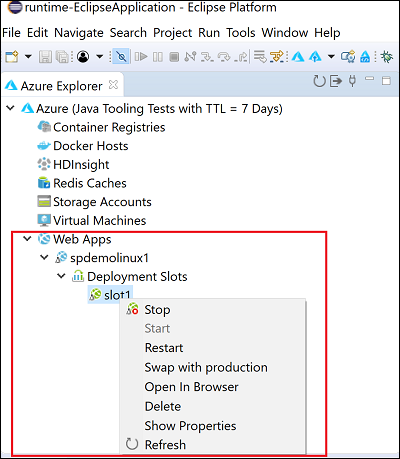 runtime-EclipseApplication - Eclipse Platform
File Edit Navigate Search Project Run Tools Window Help
Azure Explorer
Azure (Java Tooling Tests with TTL = 7 Days)
Container Registries
Docker Hosts
HDInsight
Redis Caches
Storage Accounts
Virtual Machines
Web Apps
spdemolinux1
Deployment Slots
slot1
Stop
Start
Restart
Swap with production
Open In Browser
Delete
Show Properties
Refresh